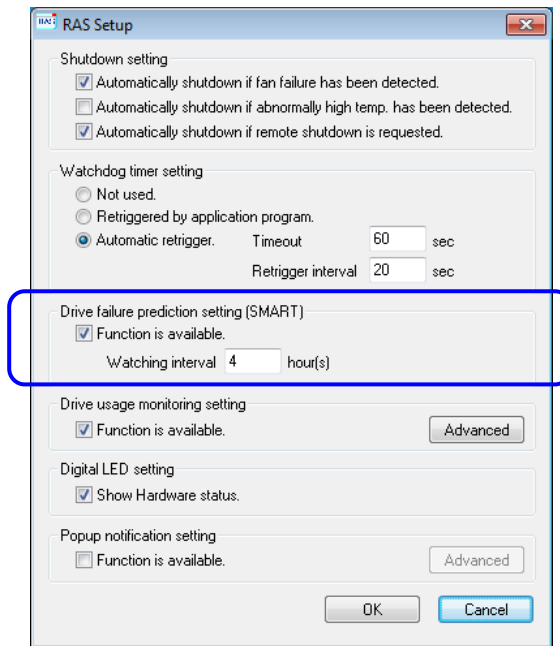 RAS RAS Setup
Shutdown setting
Automatically shutdown if fan failure has been detected.
Automatically shutdown if abnormally high temp. has been detected.
Automatically shutdown if remote shutdown is requested.
Watchdog timer setting
Not used.
Retriggered by application program.
Automatic retrigger. Timeout 60 sec
Retrigger interval 20 sec
Drive failure prediction setting (SMART)
Function is available.
Watching interval 4 hour(s)
Drive usage monitoring setting
Function is available. Advanced
Digital LED setting
Show Hardware status.
Popup notification setting
Function is available. Advanced
OK Cancel